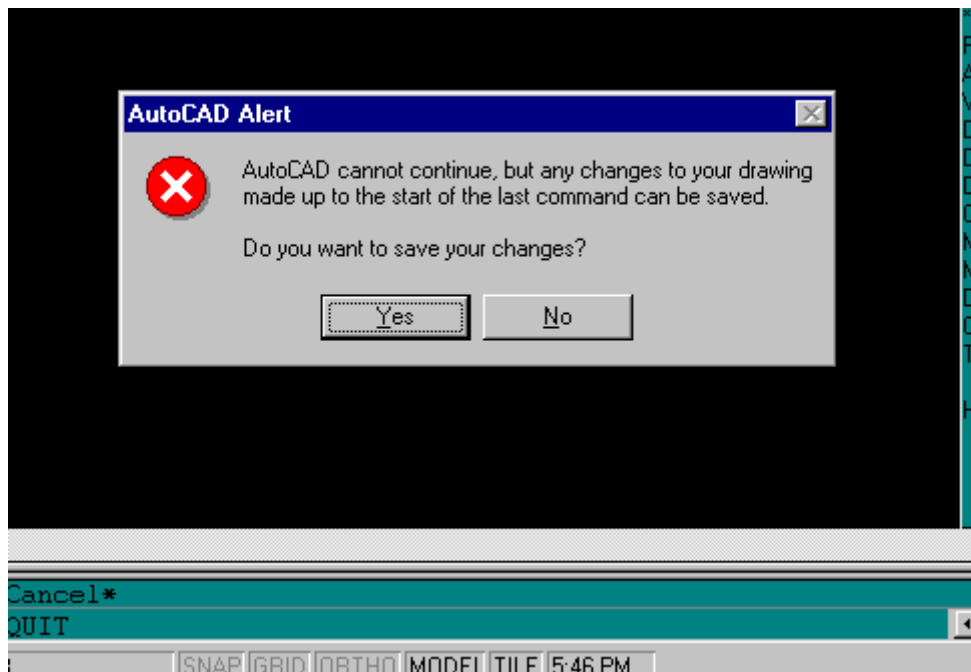 AutoCAD Alert
AutoCAD cannot continue, but any changes to your drawing
made up to the start of the last command can be saved.
Do you want to save your changes?
Yes No
Cancel*
QUIT
SNAP GRID ORTHO MODEL TILE 5:46 PM